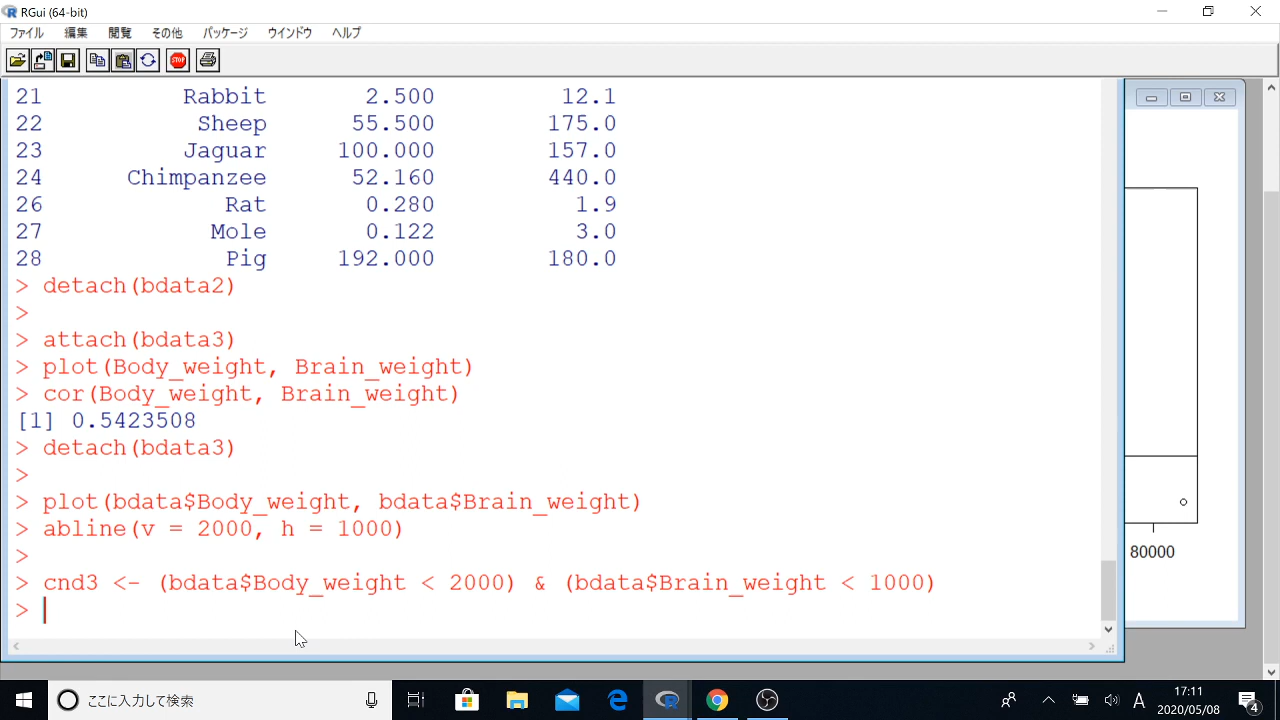 RGui (64-bit)
ファイル 編集 閲覧 その他 パッケージ ウインドウ ヘルプ
STOP
21 Rabbit 2.500 12.1
22 Sheep 55.500 175.0
23 Jaguar 100.000 157.0
24 Chimpanzee 52.160 440.0
26 Rat 0.280 1.9
27 Mole 0.122 3.0
28 Pig 192.000 180.0
> detach(bdata2)
>
> attach(bdata3)
> plot(Body_weight, Brain_weight)
> cor(Body_weight, Brain_weight)
[1] 0.5423508
> detach(bdata3)
>
> plot(bdata$Body_weight, bdata$Brain_weight)
> abline(v = 2000, h = 1000)
>
> cnd3 <- (bdata$Body_weight < 2000) & (bdata$Brain_weight < 1000)
>
80000
ここに入力して検索
A
17:11
2020/05/08
4